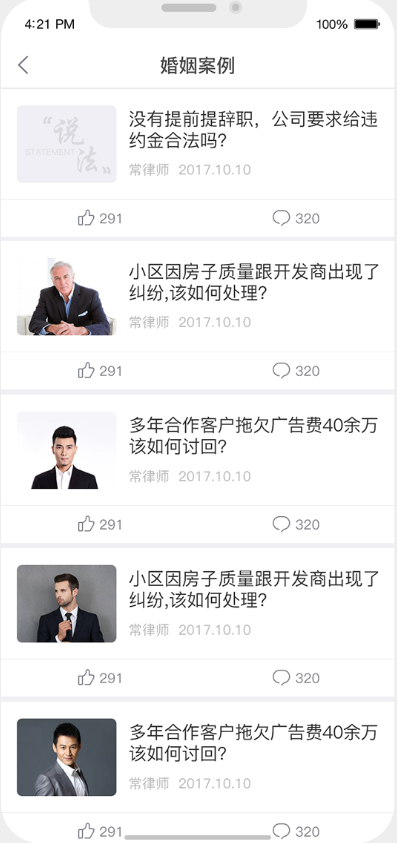 4:21 PM
100%
婚姻案例
“说法”
STATEMENT
没有提前提辞职，公司要求给违
约金合法吗？
常律师 2017.10.10
291
320
小区因房子质量跟开发商出现了
纠纷,该如何处理？
常律师 2017.10.10
291
320
多年合作客户拖欠广告费40余万
该如何讨回？
常律师 2017.10.10
291
320
小区因房子质量跟开发商出现了
纠纷,该如何处理？
常律师 2017.10.10
291
320
多年合作客户拖欠广告费40余万
该如何讨回？
常律师 2017.10.10
291
320